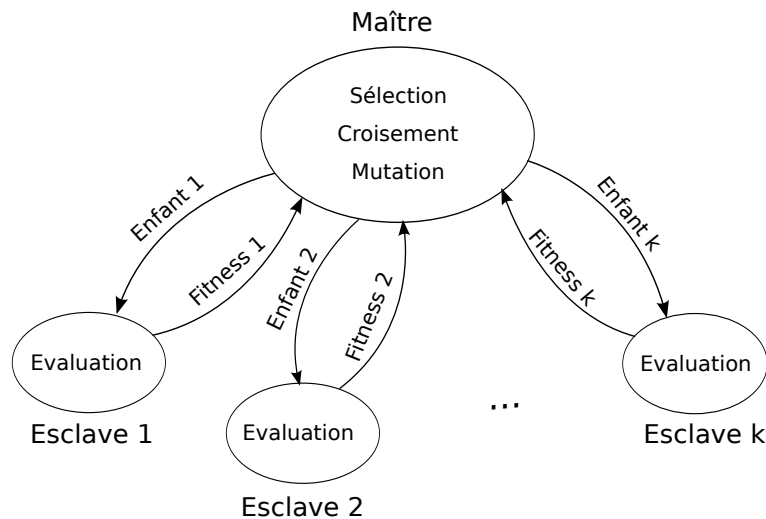 Maître
Sélection
Croisement
Mutation
Enfant 1
Fitness 1
Enfant 2
Fitness 2
Enfant k
Fitness k
Evaluation
Esclave 1
Evaluation
Esclave 2
...
Evaluation
Esclave k